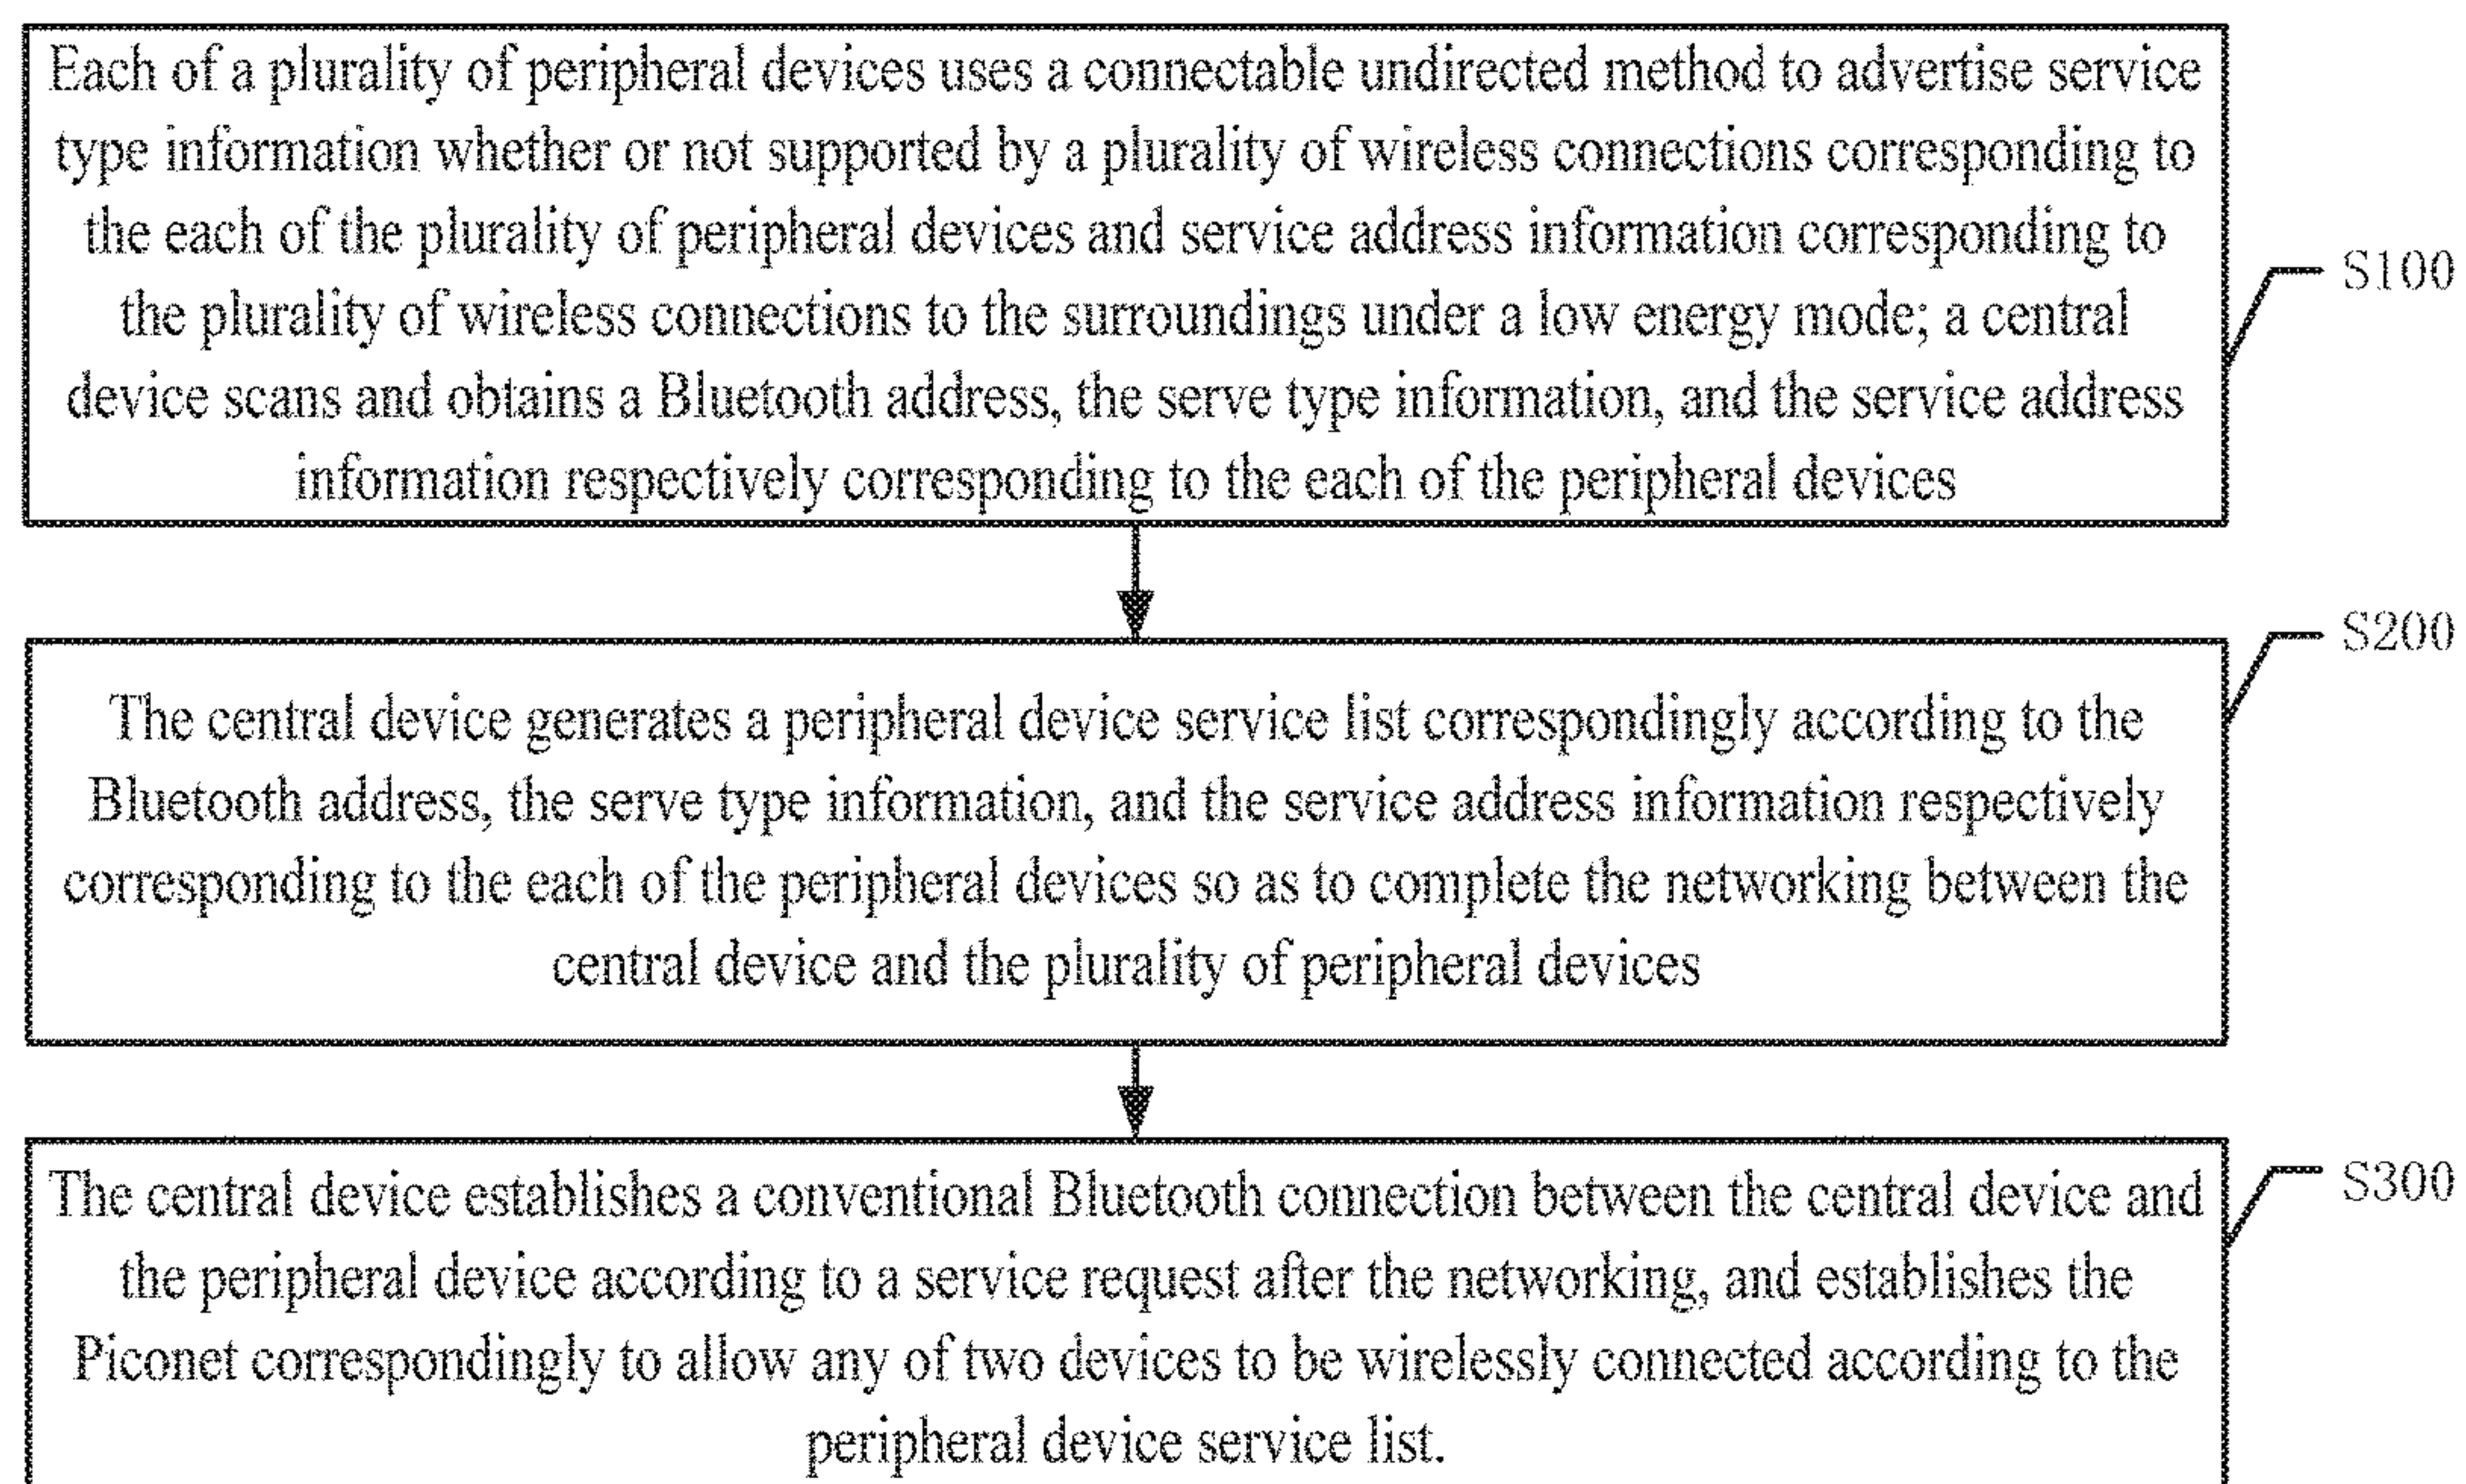 Each of a plurality of peripheral devices uses a connectable undirected method to advertise service
type information whether or not supported by a plurality of wireless connections corresponding to
the each of the plurality of peripheral devices and service address information corresponding to
the plurality of wireless connections to the surroundings under a low energy mode; a central
device scans and obtains a Bluetooth address, the serve type information, and the service address
information respectively corresponding to the each of the peripheral devices
S100
S200
The central device generates a peripheral device service list correspondingly according to the
Bluetooth address, the serve type information, and the service address information respectively
corresponding to the each of the peripheral devices so as to complete the networking between the
central device and the plurality of peripheral devices
S300
The central device establishes a conventional Bluetooth connection between the central device and
the peripheral device according to a service request after the networking, and establishes the
Piconet correspondingly to allow any of two devices to be wirelessly connected according to the
peripheral device service list.